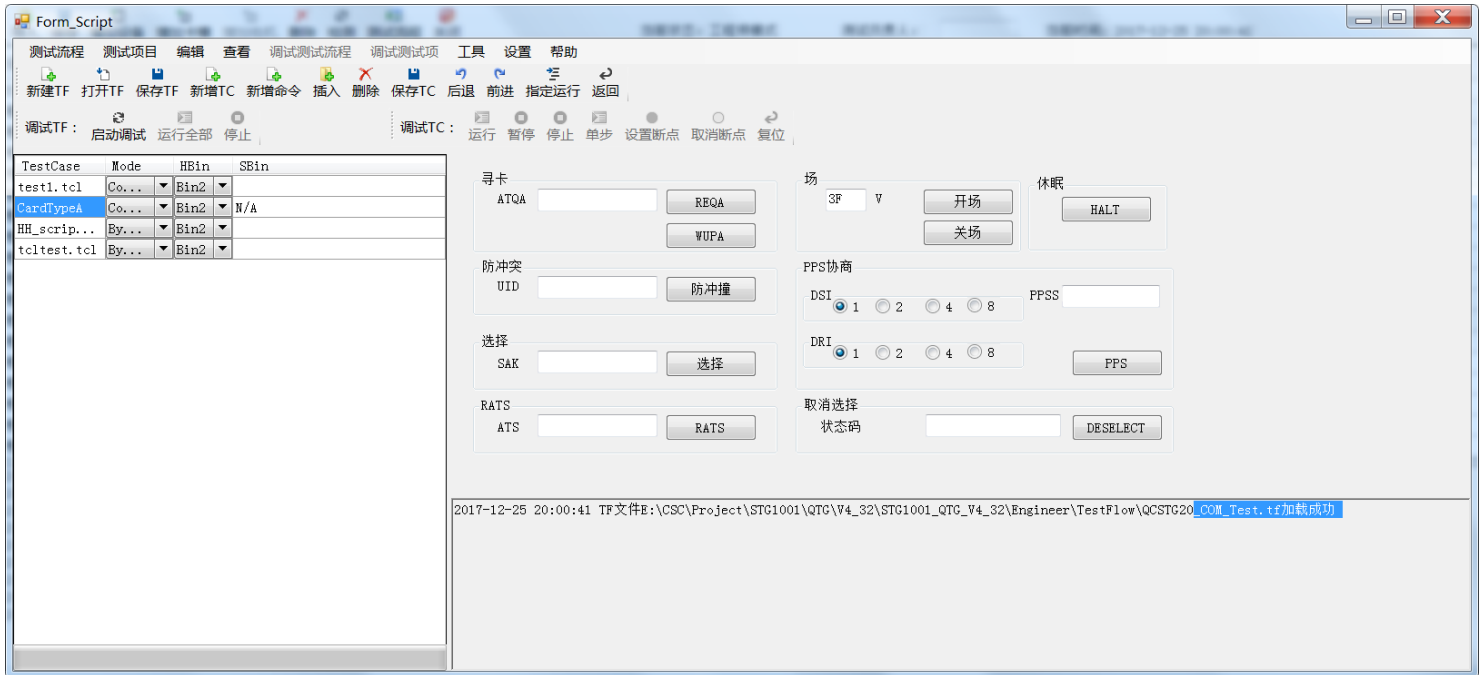 Form_Script
测试流程 测试项目 编辑 查看 调试测试流程 调试测试项 工具 设置 帮助
新建TF 打开TF 保存TF 新增TC 新增命令 插入 删除 保存TC 后退 前进 指定运行 返回
调试TF： 启动调试 运行全部 停止 调试TC： 运行 暂停 停止 单步 设置断点 取消断点 复位
TestCase Mode HBin SBin
test1.tcl Co... Bin2
CardTypeA Co... Bin2 N/A
HH_scrip... By... Bin2
tcltest.tcl By... Bin2
寻卡
ATQA REQA
WUPA
防冲突
UID 防冲撞
选择
SAK 选择
RATS
ATS RATS
场
3F V 开场
关场
休眠
HALT
PPS协商
DSI 1 2 4 8 PPSS
DRI 1 2 4 8
PPS
取消选择
状态码 DESELECT
2017-12-25 20:00:41 TF文件E:\CSC\Project\STG1001\QTG\V4_32\STG1001_QTG_V4_32\Engineer\TestFlow\QCSTG20_COM_Test.tf加载成功